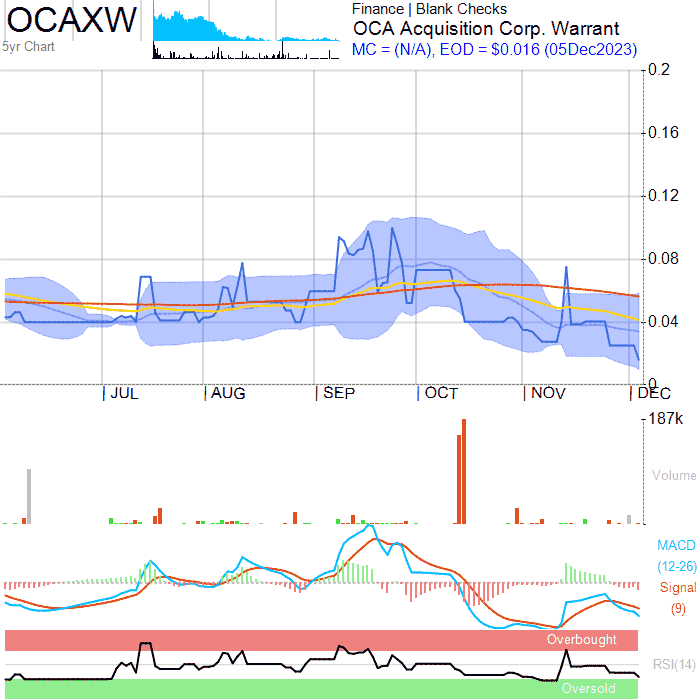 OCAXW
5yr Chart
Finance | Blank Checks
OCA Acquisition Corp. Warrant
MC = (N/A), EOD = $0.016 (05Dec2023)
0.2
0.16
0.12
0.08
0.04
0
JUL AUG SEP OCT NOV DEC
187k
Volume
MACD
(12-26)
Signal
(9)
Overbought
RSI(14)
Oversold